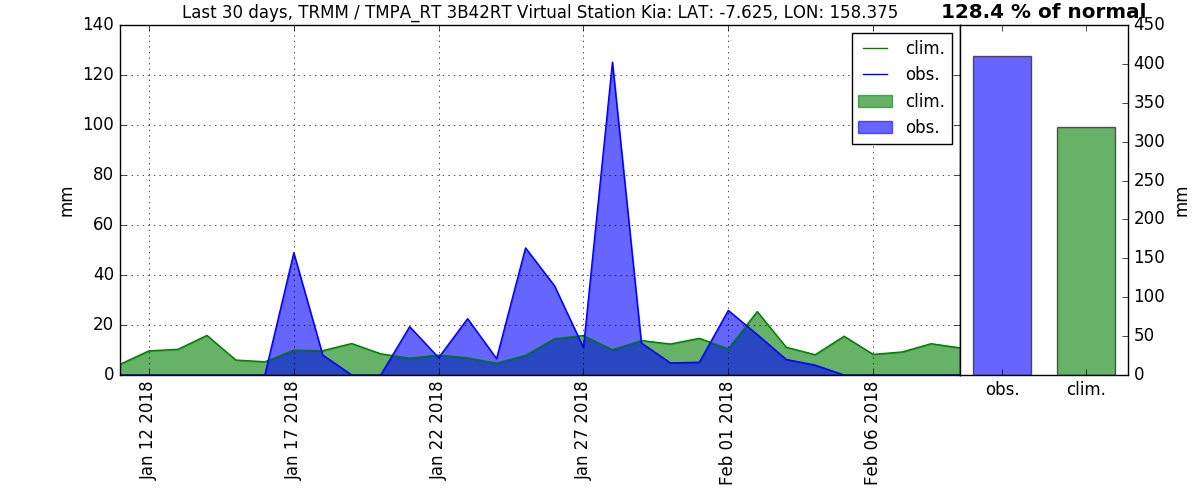 Last 30 days, TRMM / TMPA_RT 3B42RT Virtual Station Kia: LAT: -7.625, LON: 158.375
128.4 % of normal
140
120
100
80
60
40
20
0
mm
clim.
obs.
clim.
obs.
Jan 12 2018
Jan 17 2018
Jan 22 2018
Jan 27 2018
Feb 01 2018
Feb 06 2018
450
400
350
300
250
200
150
100
50
0
mm
obs.
clim.